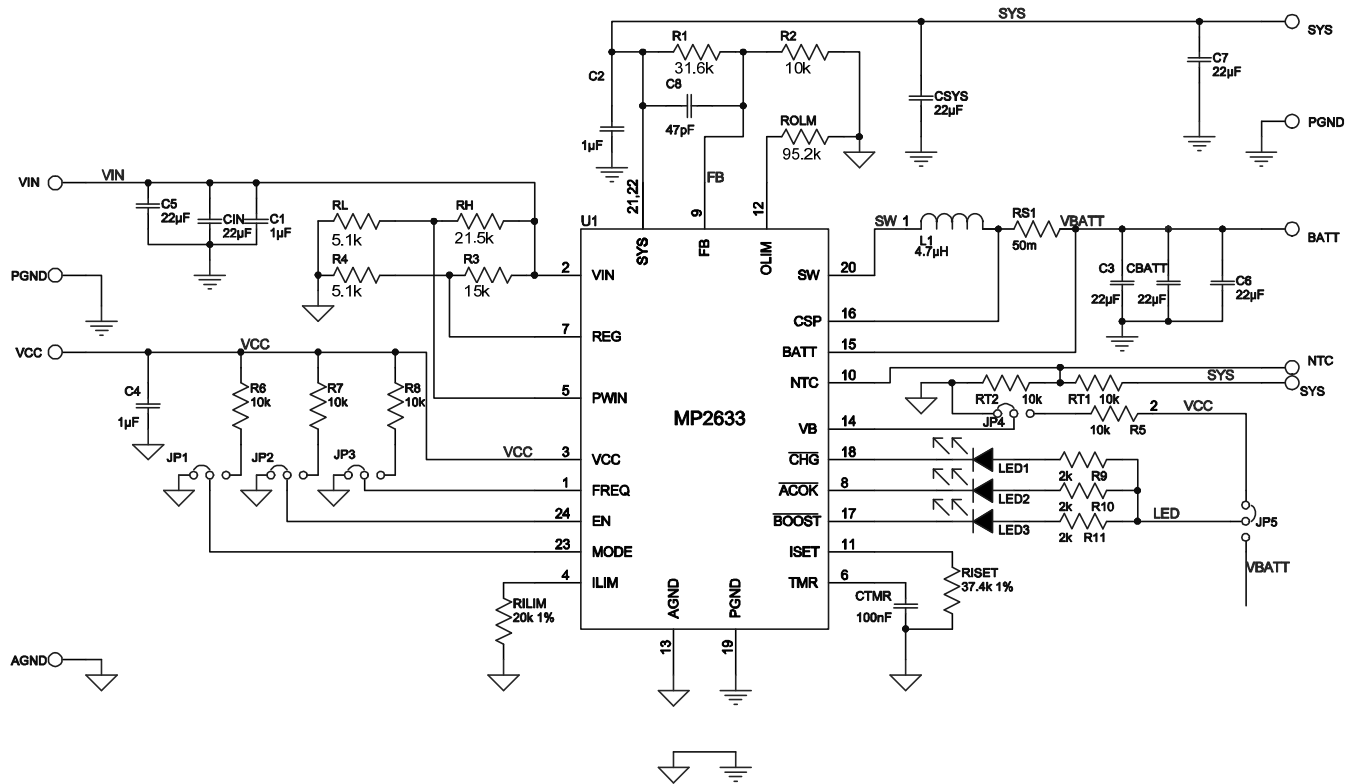 SYS
SYS
R1
31.6k
R2
10k
C2
1µF
C8
47pF
ROLM
95.2k
CSYS
22µF
C7
22µF
PGND
VIN
VIN
C5
22µF
CIN
22µF
C1
1µF
RL
5.1k
RH
21.5k
R4
5.1k
R3
15k
PGND
21,22
9
FB
12
U1
SYS
FB
OLIM
SW 1
L1
4.7µH
RS1
50m
VBATT
BATT
2 VIN
SW 20
C3
22µF
CBATT
22µF
C6
22µF
7 REG
CSP 16
BATT 15
5 PWIN
NTC 10
NTC
SYS
SYS
RT2
10k
RT1
10k
MP2633
VCC
VCC
C4
1µF
R6
10k
R7
10k
R8
10k
JP1
JP2
JP3
VCC
3 VCC
1 FREQ
24 EN
23 MODE
4 ILIM
RILIM
20k 1%
VB 14
JP4
10k
R5
2
VCC
CHG 18
LED1
2k
R9
ACOK 8
LED2
2k
R10
BOOST 17
LED3
2k
R11
LED
JP5
VBATT
ISET 11
RISET
37.4k 1%
TMR 6
CTMR
100nF
AGND
PGND
13
19
AGND